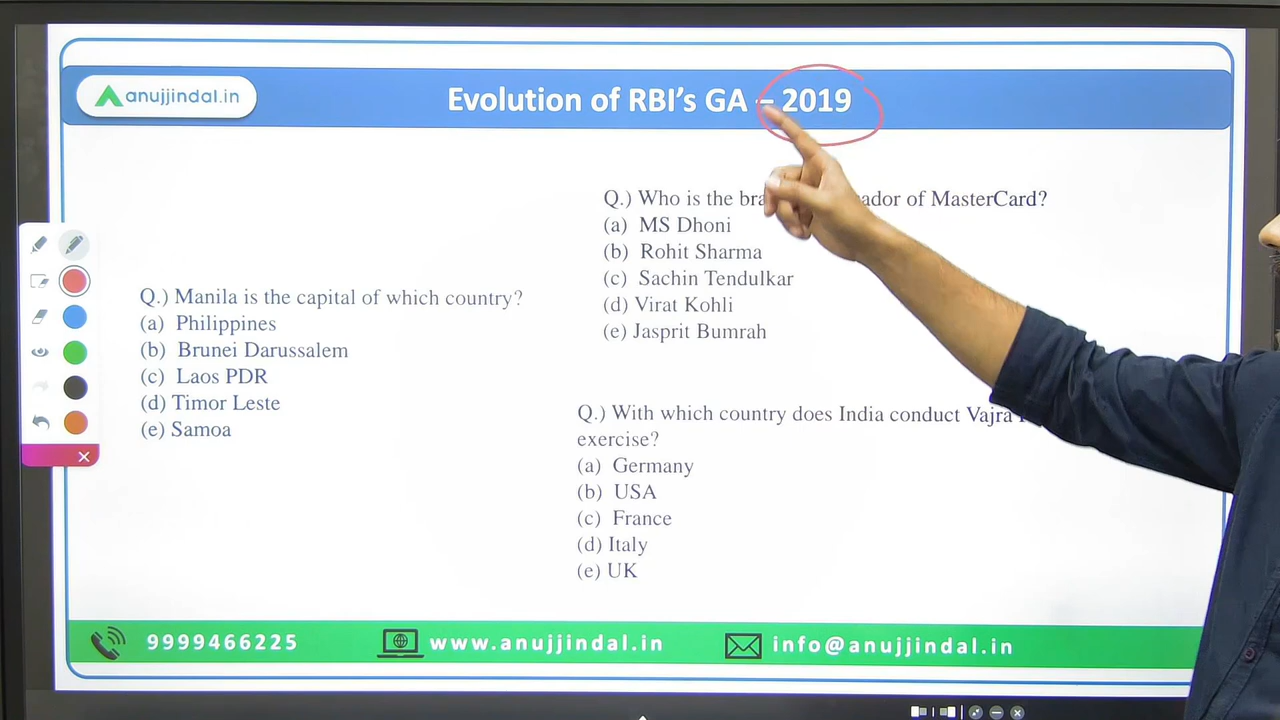 anujjindal.in
Evolution of RBI's GA – 2019
Q.) Manila is the capital of which country?
(a) Philippines
(b) Brunei Darussalem
(c) Laos PDR
(d) Timor Leste
(e) Samoa
Q.) Who is the of MasterCard?
(a) MS Dhoni
(b) Rohit Sharma
(c) Sachin Tendulkar
(d) Virat Kohli
(e) Jasprit Bumrah
Q.) With which country does India conduct Vajra
exercise?
(a) Germany
(b) USA
(c) France
(d) Italy
(e) UK
9999466225
www.anujjindal.in
info@anujjindal.in